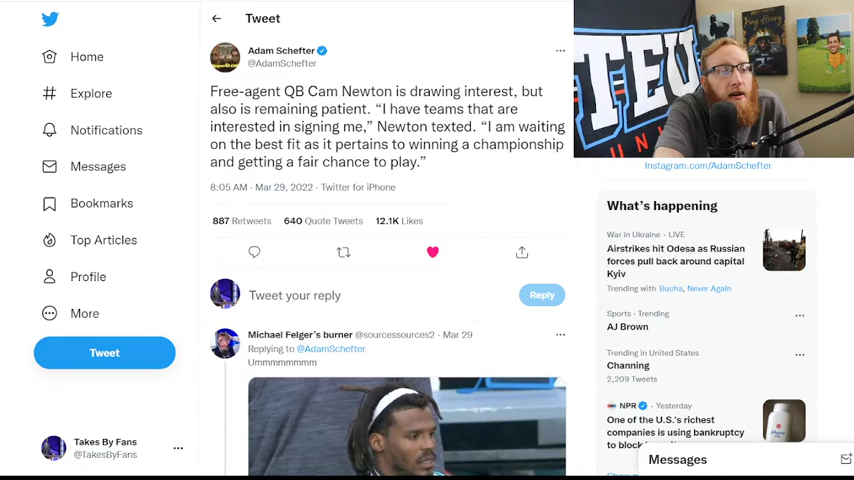 Home
Explore
Notifications
Messages
Bookmarks
Top Articles
Profile
More
Tweet
Takes By Fans
@TakesByFans
Tweet
Adam Schefter
@AdamSchefter
Free-agent QB Cam Newton is drawing interest, but
also is remaining patient. “I have teams that are
interested in signing me,” Newton texted. “I am waiting
on the best fit as it pertains to winning a championship
and getting a fair chance to play.”
8:05 AM · Mar 29, 2022 · Twitter for iPhone
887 Retweets 640 Quote Tweets 12.1K Likes
Tweet your reply
Reply
Michael Felger's burner @sourcesources2 · Mar 29
Replying to @AdamSchefter
Ummmmmmmm
Instagram.com/AdamSchefter
What's happening
War in Ukraine · LIVE
Airstrikes hit Odesa as Russian
forces pull back around capital
Kyiv
Trending with Bucha, Never Again
Sports · Trending
AJ Brown
Trending in United States
Channing
2,209 Tweets
NPR · Yesterday
One of the U.S.'s richest
companies is using bankruptcy
to block
Messages